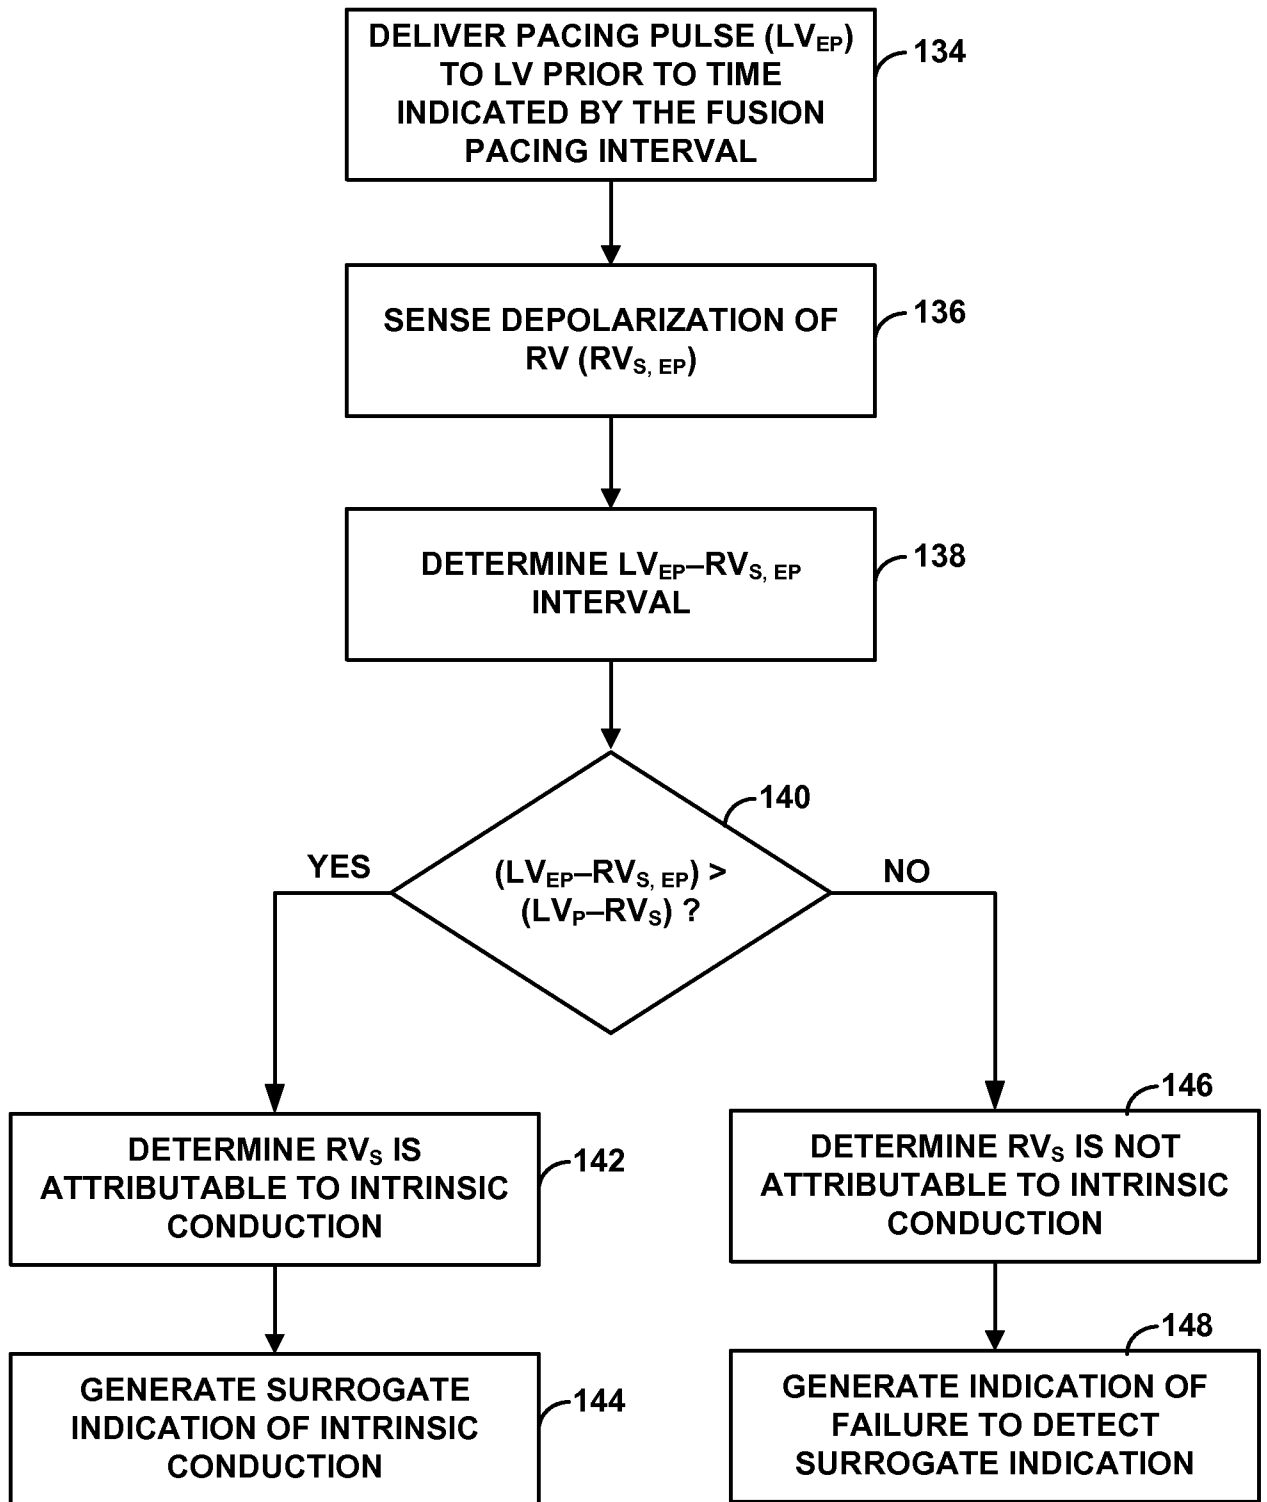 DELIVER PACING PULSE (LVEP)
TO LV PRIOR TO TIME
INDICATED BY THE FUSION
PACING INTERVAL
134
SENSE DEPOLARIZATION OF
RV (RVS, EP)
136
DETERMINE LVEP–RVS, EP
INTERVAL
138
140
(LVEP–RVS, EP) >
(LVP–RVS) ?
YES
NO
DETERMINE RVS IS
ATTRIBUTABLE TO INTRINSIC
CONDUCTION
142
146
DETERMINE RVS IS NOT
ATTRIBUTABLE TO INTRINSIC
CONDUCTION
GENERATE SURROGATE
INDICATION OF INTRINSIC
CONDUCTION
144
148
GENERATE INDICATION OF
FAILURE TO DETECT
SURROGATE INDICATION